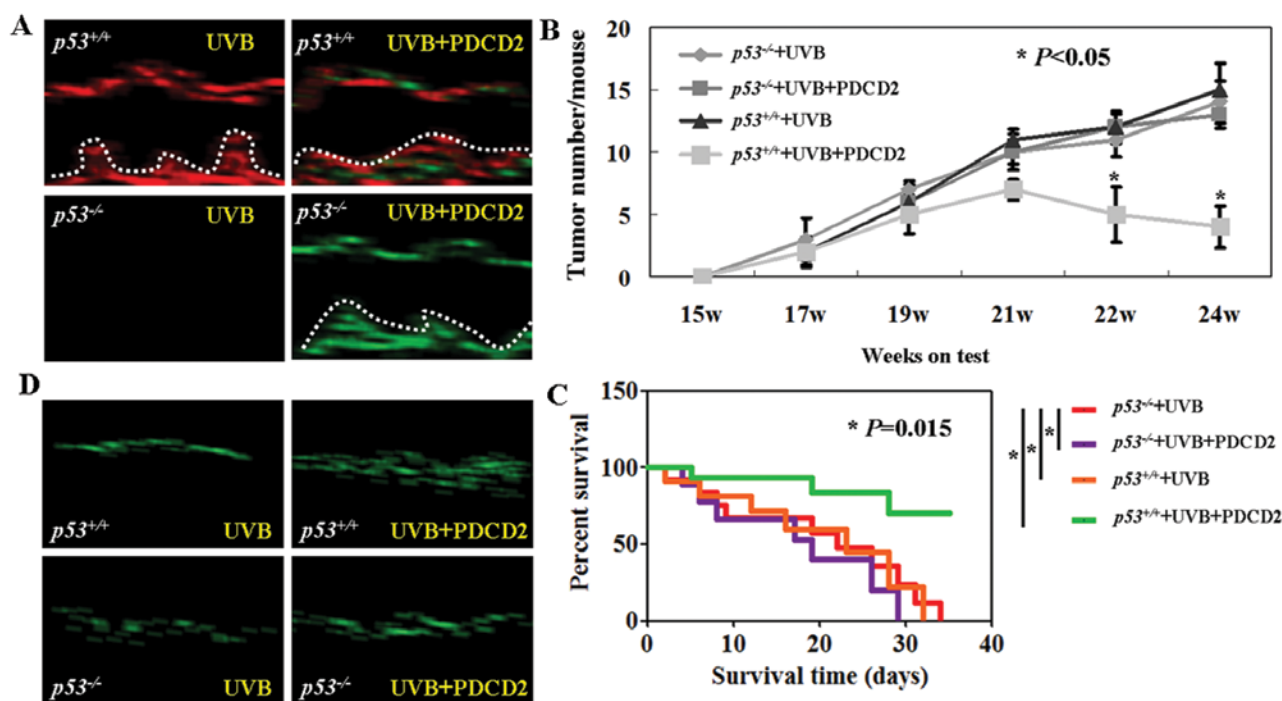 A
p53+/+ UVB
p53+/+ UVB+PDCD2
p53-/- UVB
p53-/- UVB+PDCD2
B
Tumor number/mouse
20
15
10
5
0
p53-/-+UVB
p53-/-+UVB+PDCD2
p53+/++UVB
p53+/++UVB+PDCD2
* P<0.05
*
*
15w 17w 19w 21w 22w 24w
Weeks on test
D
p53+/+ UVB
p53+/+ UVB+PDCD2
p53-/- UVB
p53-/- UVB+PDCD2
C
Percent survival
150
100
50
0
* P=0.015
0 10 20 30 40
Survival time (days)
* * *
p53-/-+UVB
p53-/-+UVB+PDCD2
p53+/++UVB
p53+/++UVB+PDCD2